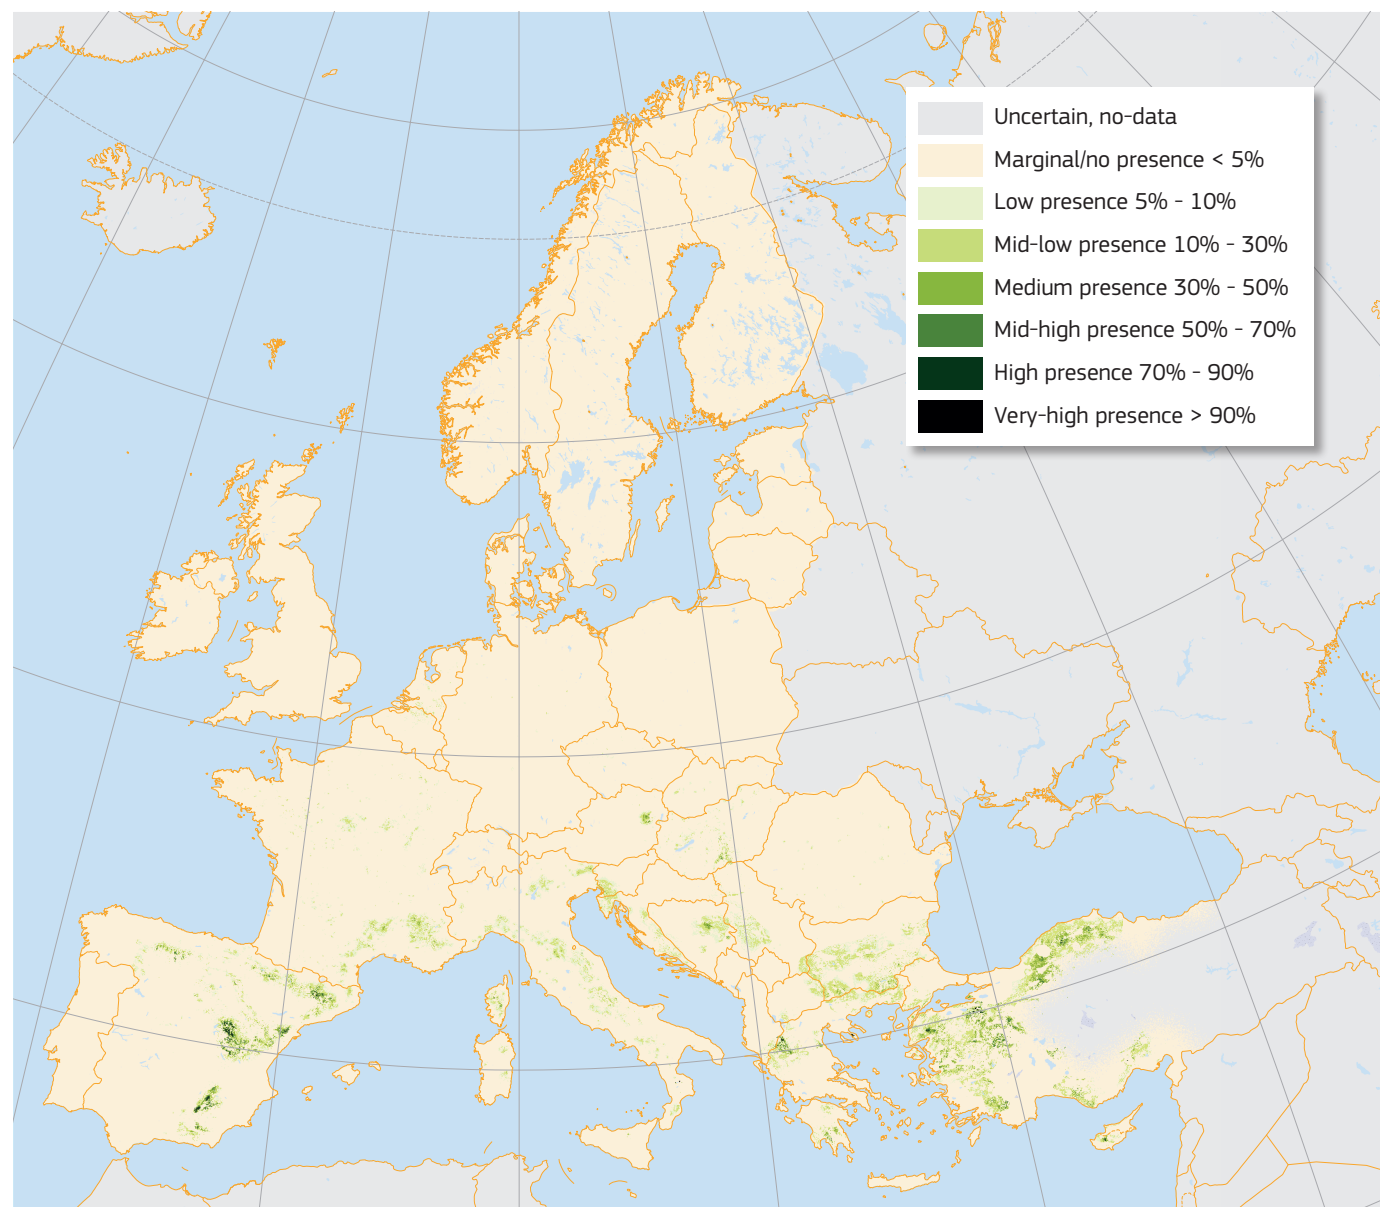 Uncertain, no-data
Marginal/no presence < 5%
Low presence 5% - 10%
Mid-low presence 10% - 30%
Medium presence 30% - 50%
Mid-high presence 50% - 70%
High presence 70% - 90%
Very-high presence > 90%